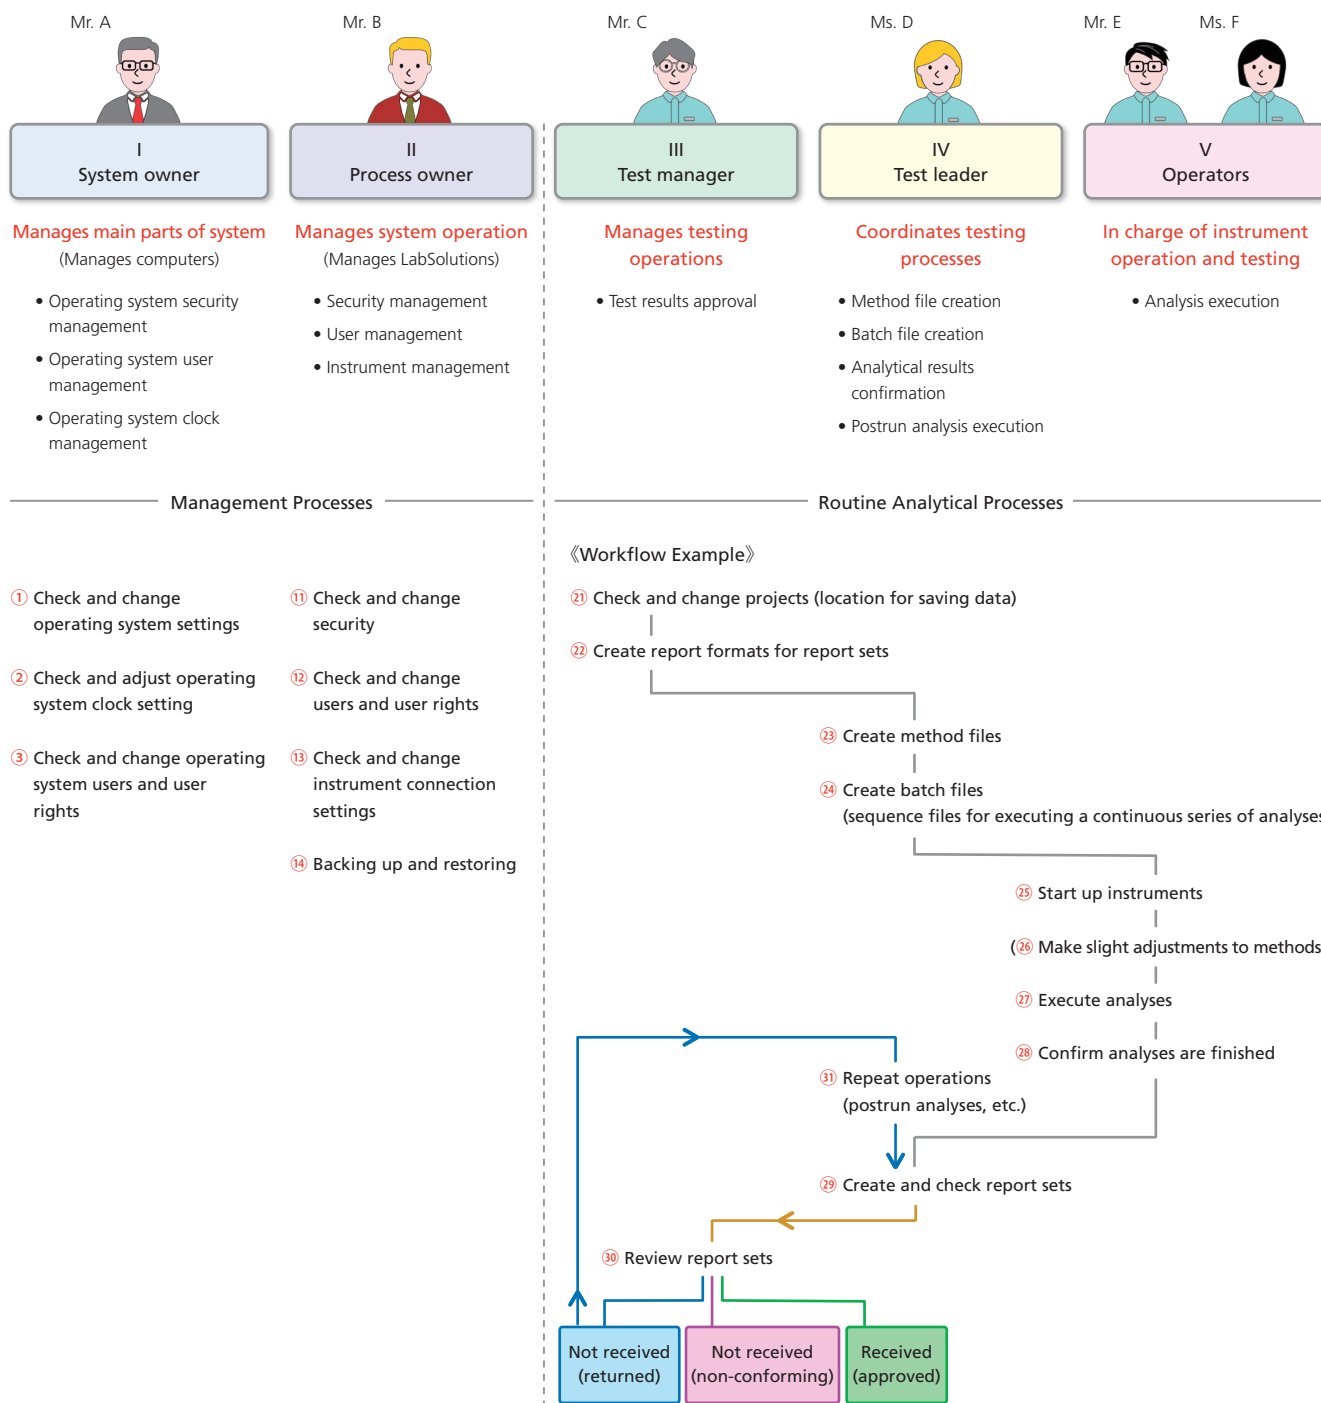 Mr. A
Mr. B
Mr. C
Ms. D
Mr. E
Ms. F
I
System owner
II
Process owner
III
Test manager
IV
Test leader
V
Operators
Manages main parts of system
(Manages computers)
• Operating system security
management
• Operating system user
management
• Operating system clock
management
Manages system operation
(Manages LabSolutions)
• Security management
• User management
• Instrument management
Manages testing
operations
• Test results approval
Coordinates testing
processes
• Method file creation
• Batch file creation
• Analytical results
confirmation
• Postrun analysis execution
In charge of instrument
operation and testing
• Analysis execution
Management Processes
Routine Analytical Processes
① Check and change
operating system settings
② Check and adjust operating
system clock setting
③ Check and change operating
system users and user
rights
⑪ Check and change
security
⑫ Check and change
users and user rights
⑬ Check and change
instrument connection
settings
⑭ Backing up and restoring
《Workflow Example》
㉑ Check and change projects (location for saving data)
㉒ Create report formats for report sets
㉓ Create method files
㉔ Create batch files
(sequence files for executing a continuous series of analyses
㉕ Start up instruments
(㉖ Make slight adjustments to methods
㉗ Execute analyses
㉘ Confirm analyses are finished
㉛ Repeat operations
(postrun analyses, etc.)
㉙ Create and check report sets
㉚ Review report sets
Not received
(returned)
Not received
(non-conforming)
Received
(approved)